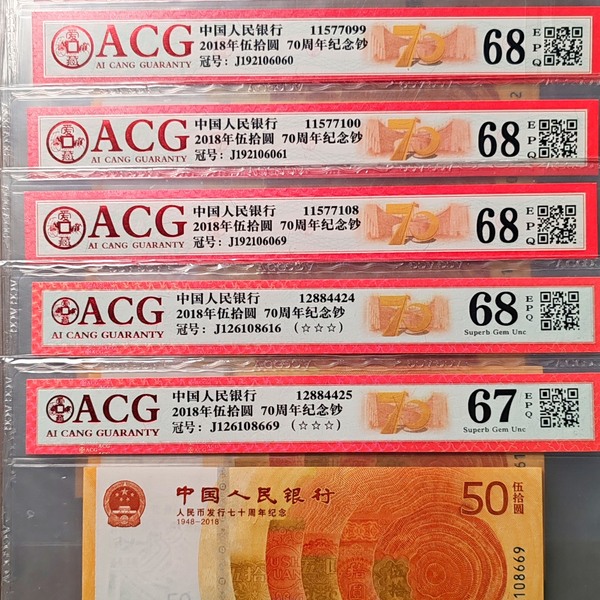 ACG
AI CANG GUARANTY
中国人民银行 11577099
2018年伍拾圆 70周年纪念钞
冠号: J192106060
70
68
EPQ
ACG
AI CANG GUARANTY
中国人民银行 11577100
2018年伍拾圆 70周年纪念钞
冠号: J192106061
70
68
EPQ
ACG
AI CANG GUARANTY
中国人民银行 11577108
2018年伍拾圆 70周年纪念钞
冠号: J192106069
70
68
EPQ
ACG
AI CANG GUARANTY
中国人民银行 12884424
2018年伍拾圆 70周年纪念钞
冠号: J126108616 (☆☆☆)
70
68
EPQ
Superb Gem Unc
ACG
AI CANG GUARANTY
中国人民银行 12884425
2018年伍拾圆 70周年纪念钞
冠号: J126108669 (☆☆☆)
70
67
EPQ
Superb Gem Unc
中国人民银行
人民币发行七十周年纪念
1948-2018
50
伍拾圆
108669